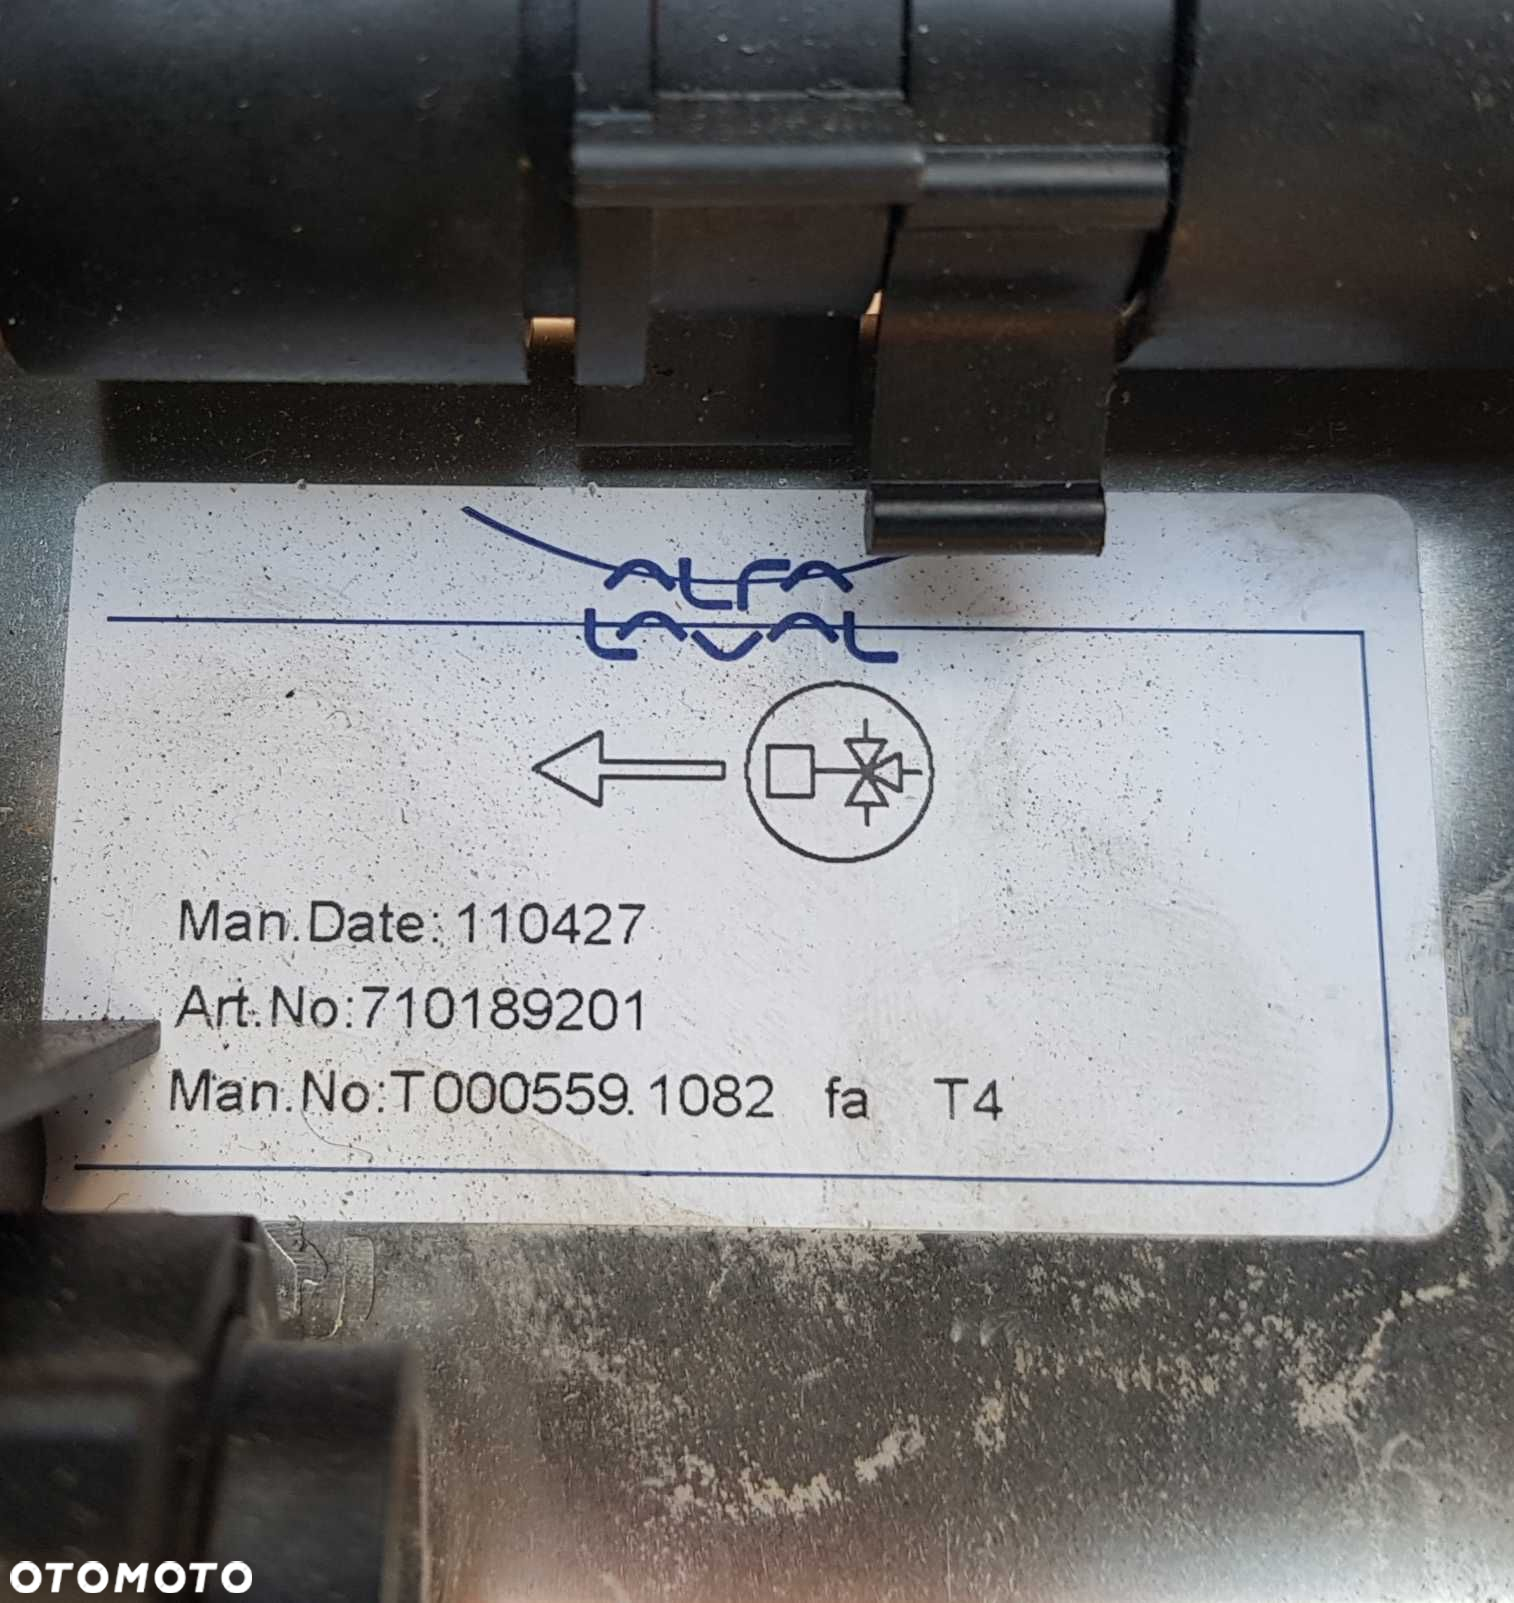 ALFA
LAVAL
Man.Date: 110427
Art.No:710189201
Man.No:T000559.1082 fa T4
OTOMOTO